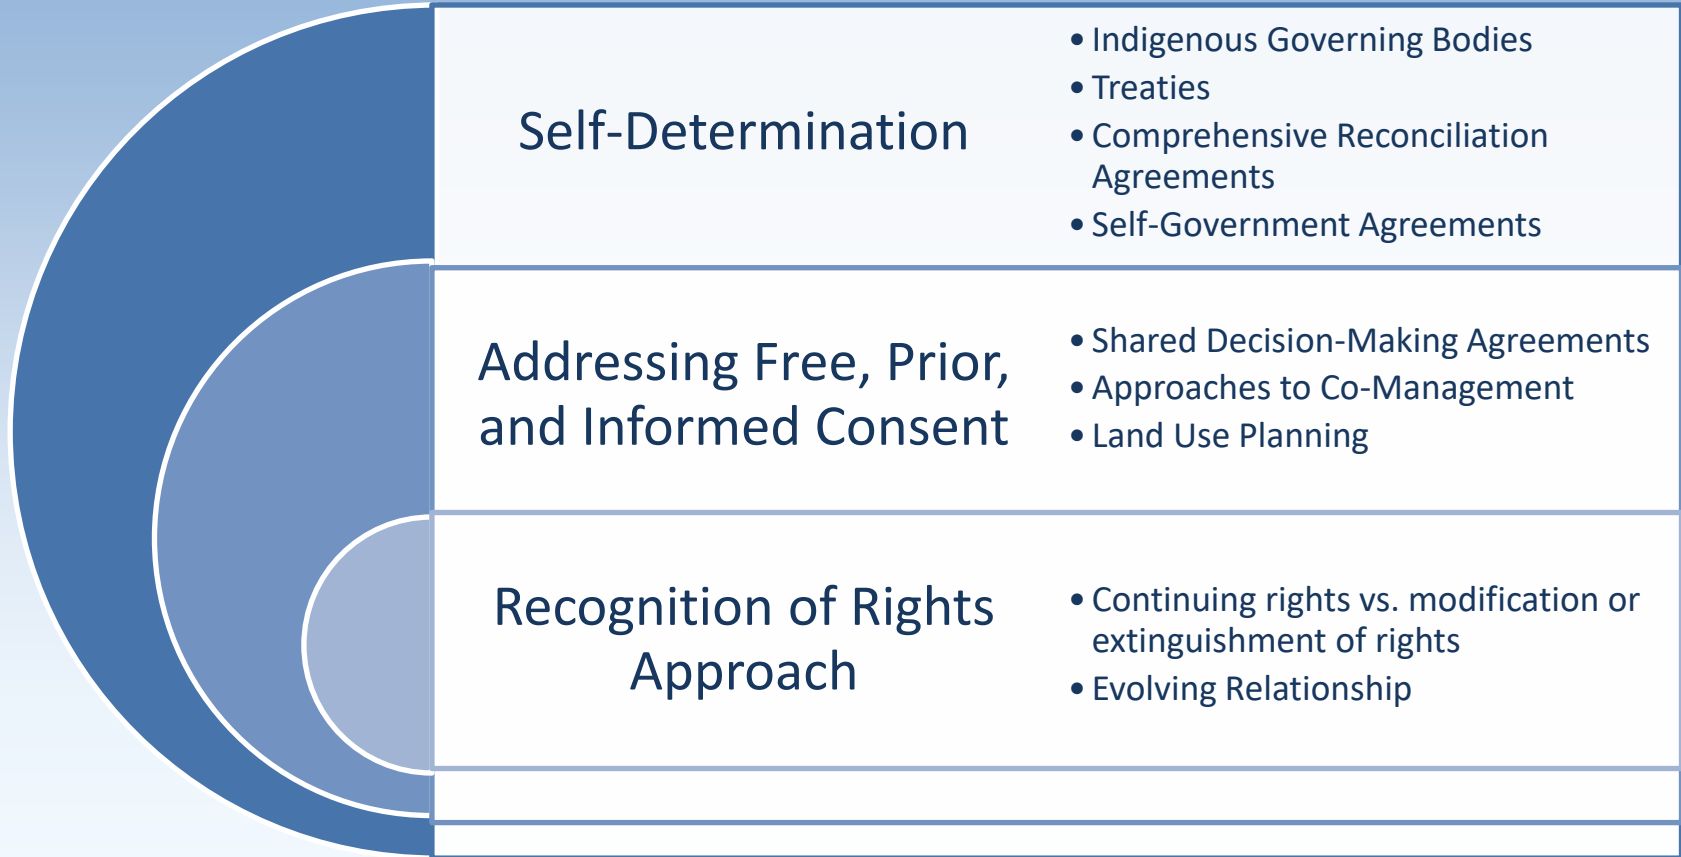 Self-Determination
• Indigenous Governing Bodies
• Treaties
• Comprehensive Reconciliation
Agreements
• Self-Government Agreements
Addressing Free, Prior,
and Informed Consent
• Shared Decision-Making Agreements
• Approaches to Co-Management
• Land Use Planning
Recognition of Rights
Approach
• Continuing rights vs. modification or
extinguishment of rights
• Evolving Relationship